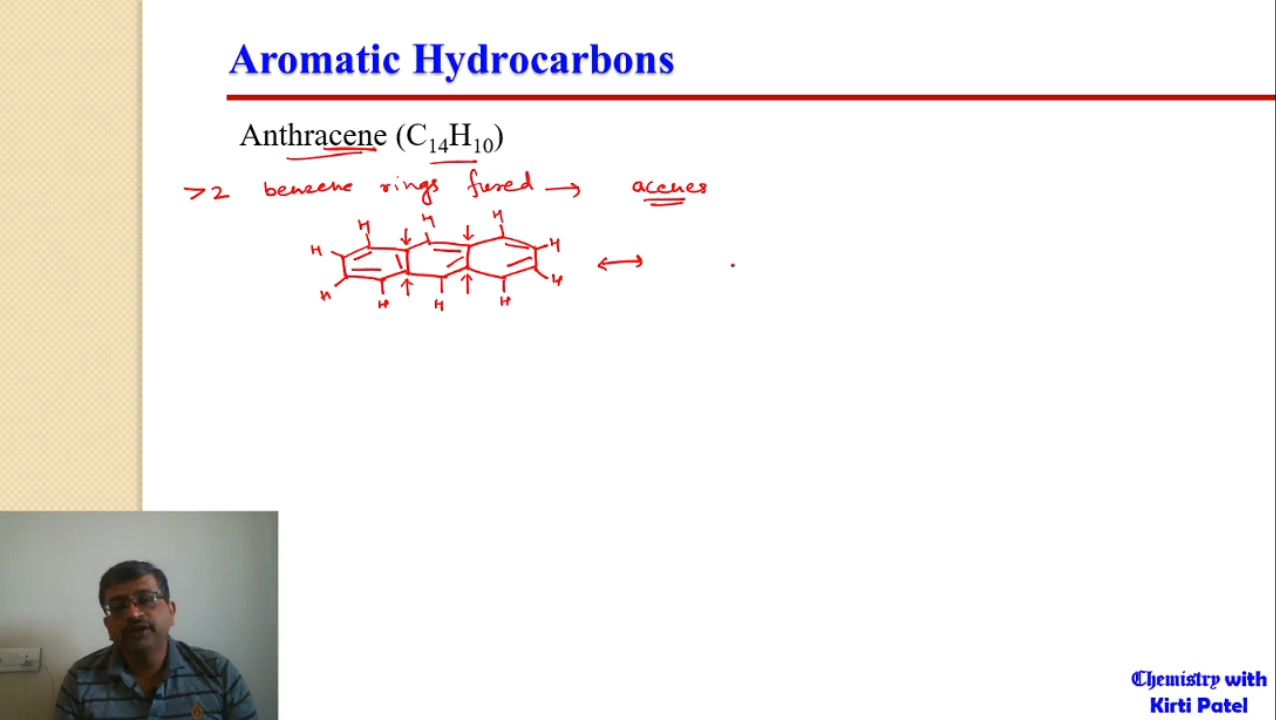 Aromatic Hydrocarbons
Anthracene (C₁₄H₁₀)
>2 benzene rings fused → acenes
H H H
H H
H H
H H H
Chemistry with
Kirti Patel